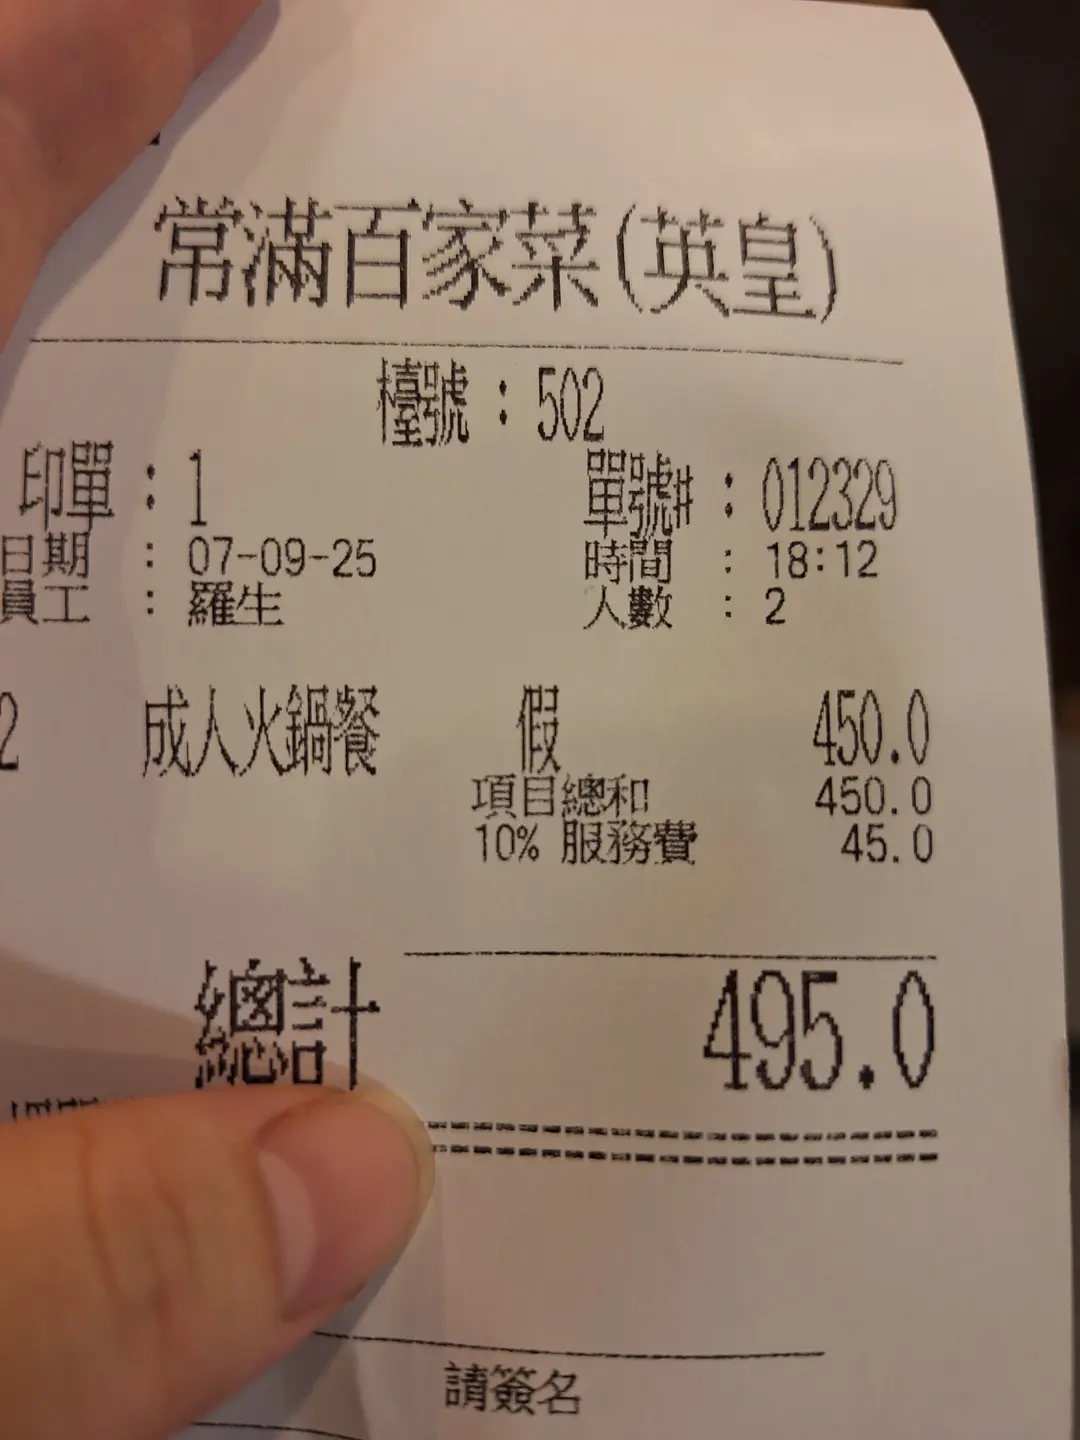 常滿百家菜(英皇)
檯號：502
印單：1 單號#：012329
日期：07-09-25 時間：18:12
員工：羅生 人數：2
2 成人火鍋餐 假 450.0
項目總和 450.0
10% 服務費 45.0
總計 495.0
請簽名